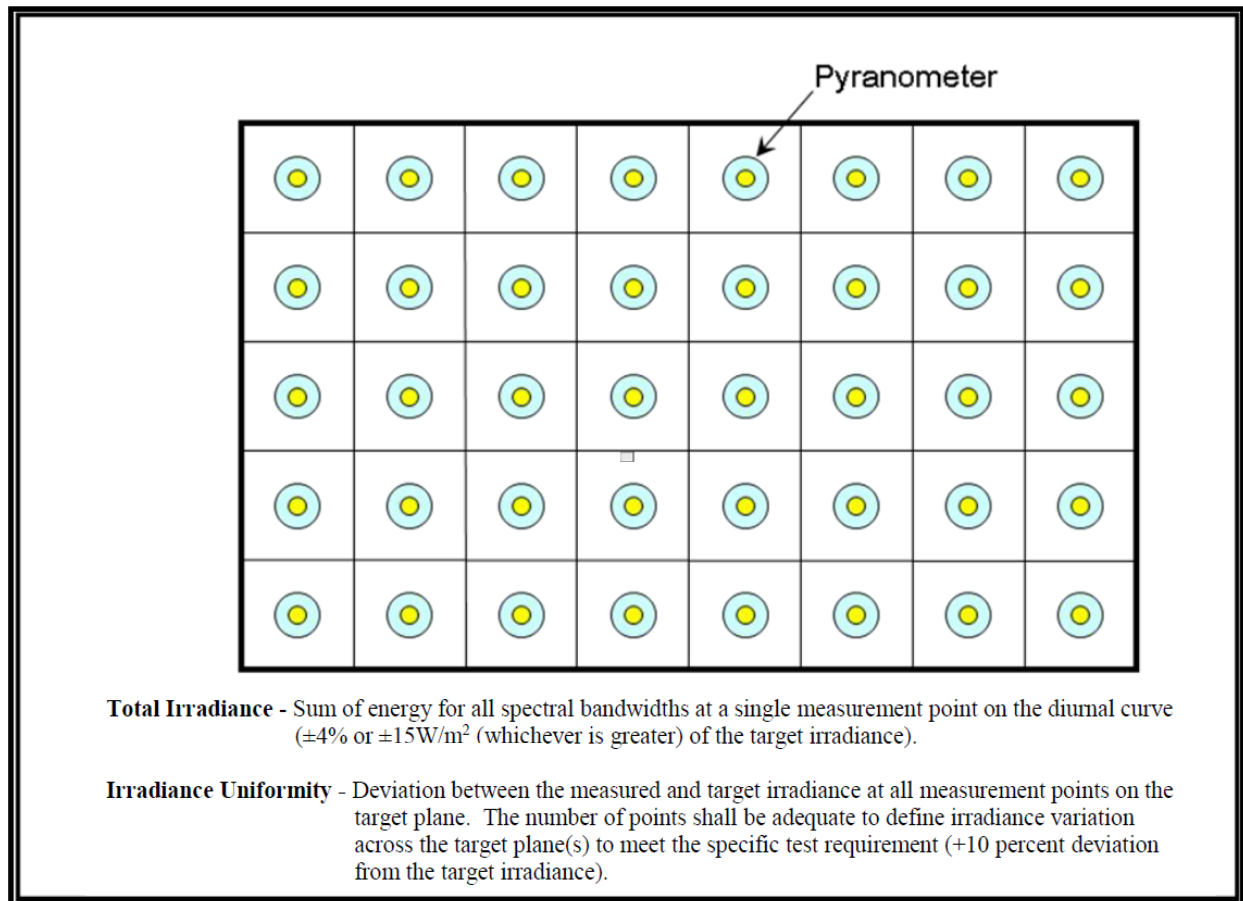 Pyranometer
Total Irradiance - Sum of energy for all spectral bandwidths at a single measurement point on the diurnal curve
(±4% or ±15W/m² (whichever is greater) of the target irradiance).
Irradiance Uniformity - Deviation between the measured and target irradiance at all measurement points on the
target plane. The number of points shall be adequate to define irradiance variation
across the target plane(s) to meet the specific test requirement (+10 percent deviation
from the target irradiance).